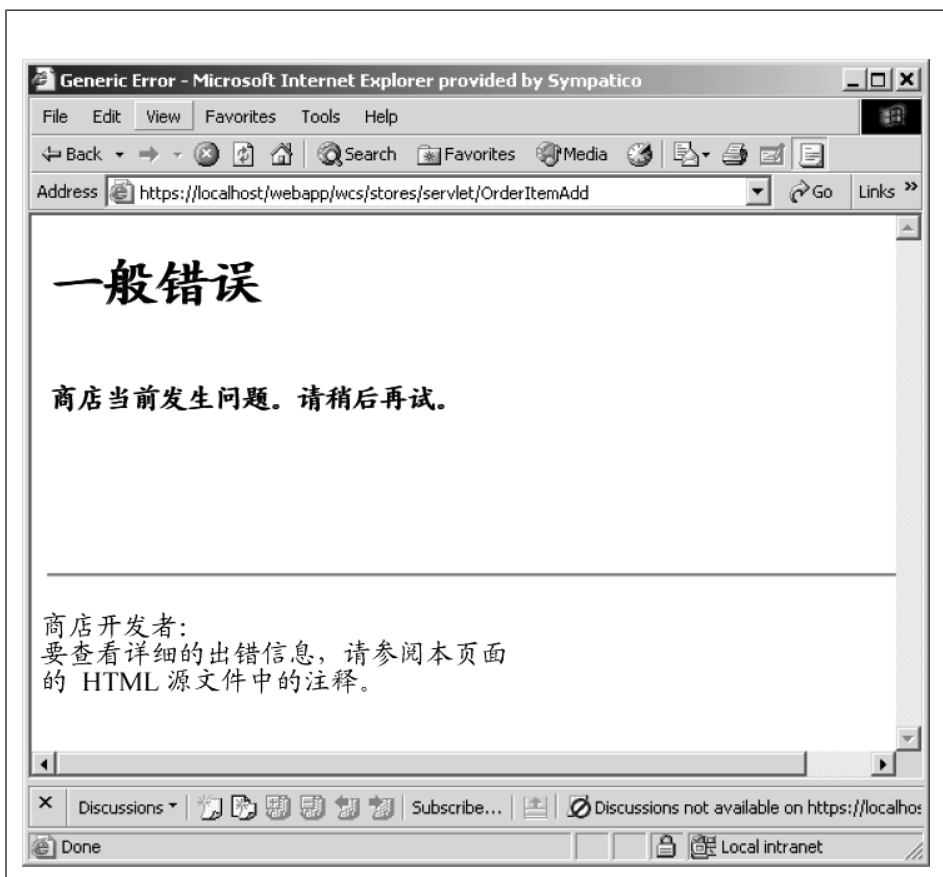 Generic Error - Microsoft Internet Explorer provided by Sympatico
File Edit View Favorites Tools Help
Back Search Favorites Media
Address https://localhost/webapp/wcs/stores/servlet/OrderItemAdd Go Links »
一般错误
商店当前发生问题。请稍后再试。
商店开发者:
要查看详细的出错信息，请参阅本页面
的 HTML 源文件中的注释。
Discussions Subscribe... Discussions not available on https://localhos
Done Local intranet